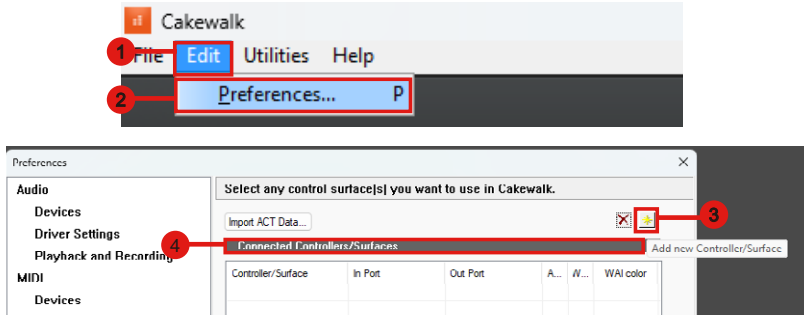 Cakewalk
1
File Edit Utilities Help
2 Preferences... P
Preferences
Audio
Devices
Driver Settings
Playback and Recording
MIDI
Devices
Select any control surface(s) you want to use in Cakewalk.
Import ACT Data...
3
Add new Controller/Surface
4 Connected Controllers/Surfaces
Controller/Surface In Port Out Port A... W... WAI color